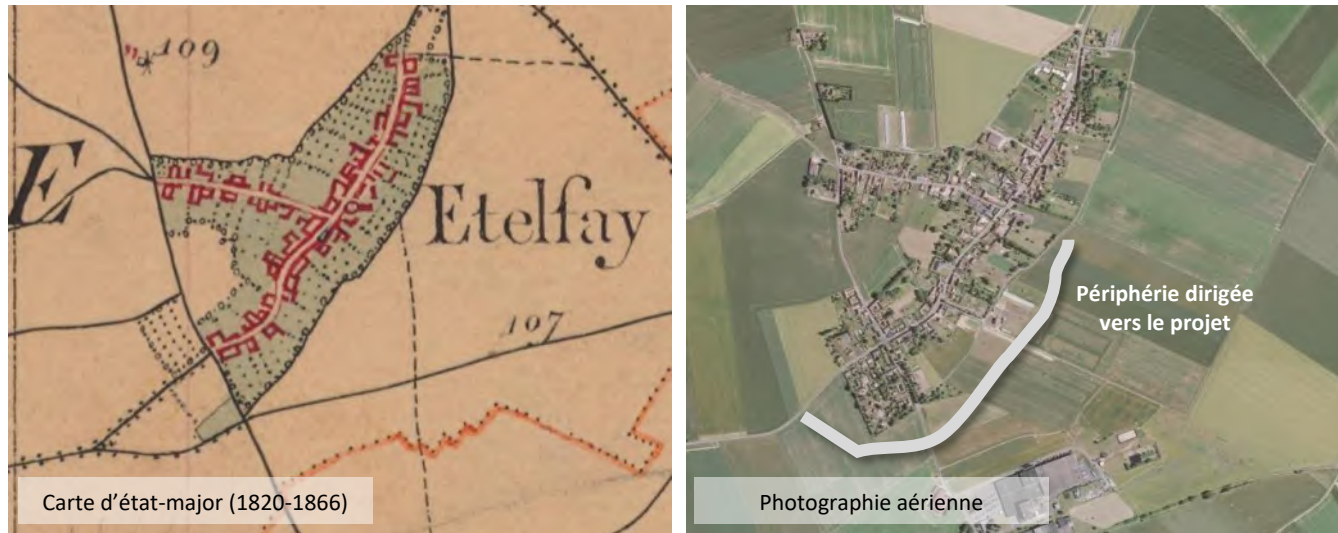 109
E
Etelfay
107
Carte d'état-major (1820-1866)
Périphérie dirigée
vers le projet
Photographie aérienne